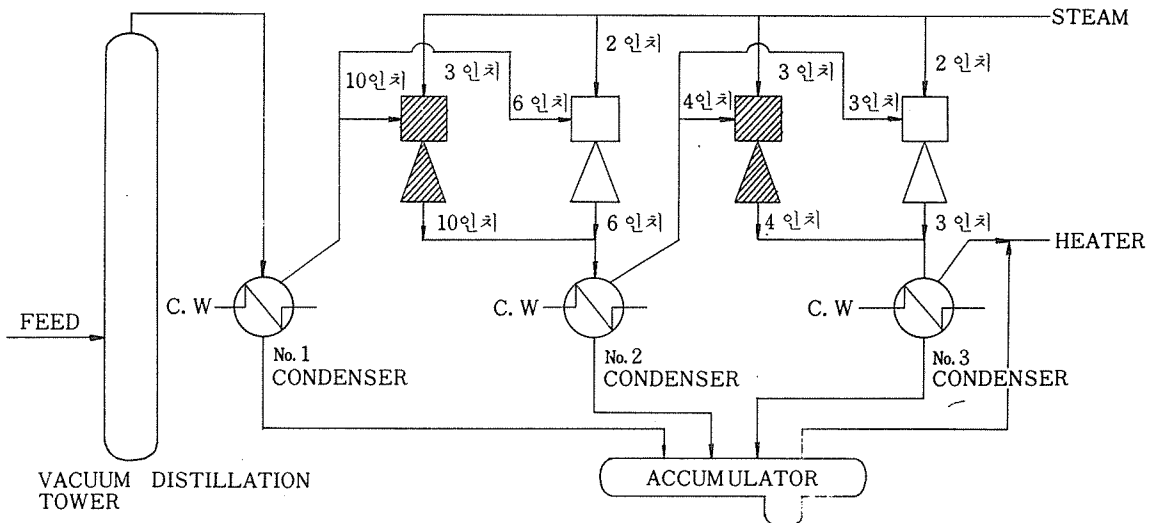 STEAM
2 인치
2 인치
3 인치
3 인치
10인치
6 인치
4인치
3인치
10인치
6 인치
4 인치
3 인치
HEATER
C. W
C. W
C. W
FEED
No. 1
CONDENSER
No. 2
CONDENSER
No. 3
CONDENSER
ACCUMULATOR
VACUUM DISTILLATION
TOWER